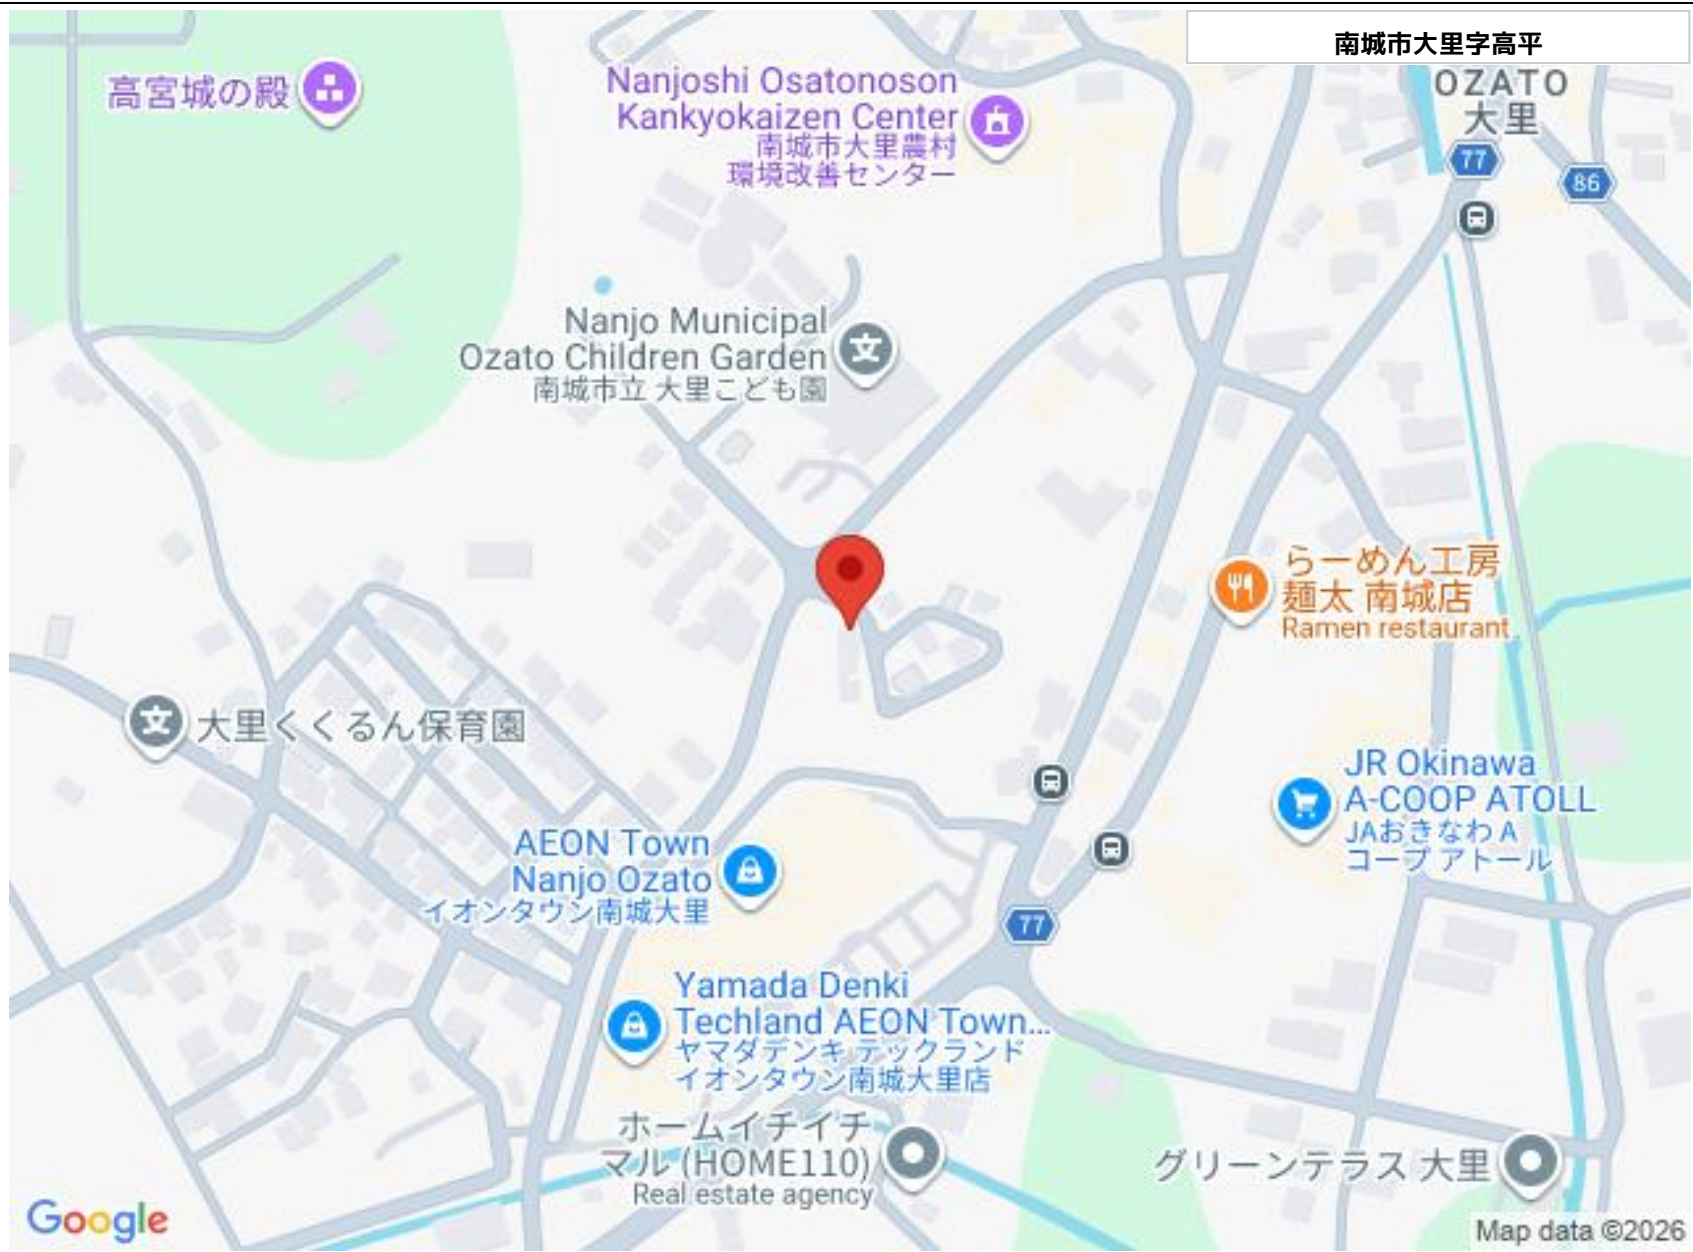 南城市大里字高平
高宮城の殿
Nanjoshi Osatonoson
Kankyokaizen Center
南城市大里農村
環境改善センター
OZATO
大里
77
86
Nanjo Municipal
Ozato Children Garden
南城市立 大里こども園
らーめん工房
麺太 南城店
Ramen restaurant
大里くくるん保育園
JR Okinawa
A-COOP ATOLL
JAおきなわ A
コープ アトール
AEON Town
Nanjo Ozato
イオンタウン南城大里
77
Yamada Denki
Techland AEON Town...
ヤマダデンキ テックランド
イオンタウン南城大里店
ホームイチイチ
マル (HOME110)
Real estate agency
グリーンテラス 大里
Google
Map data ©2026